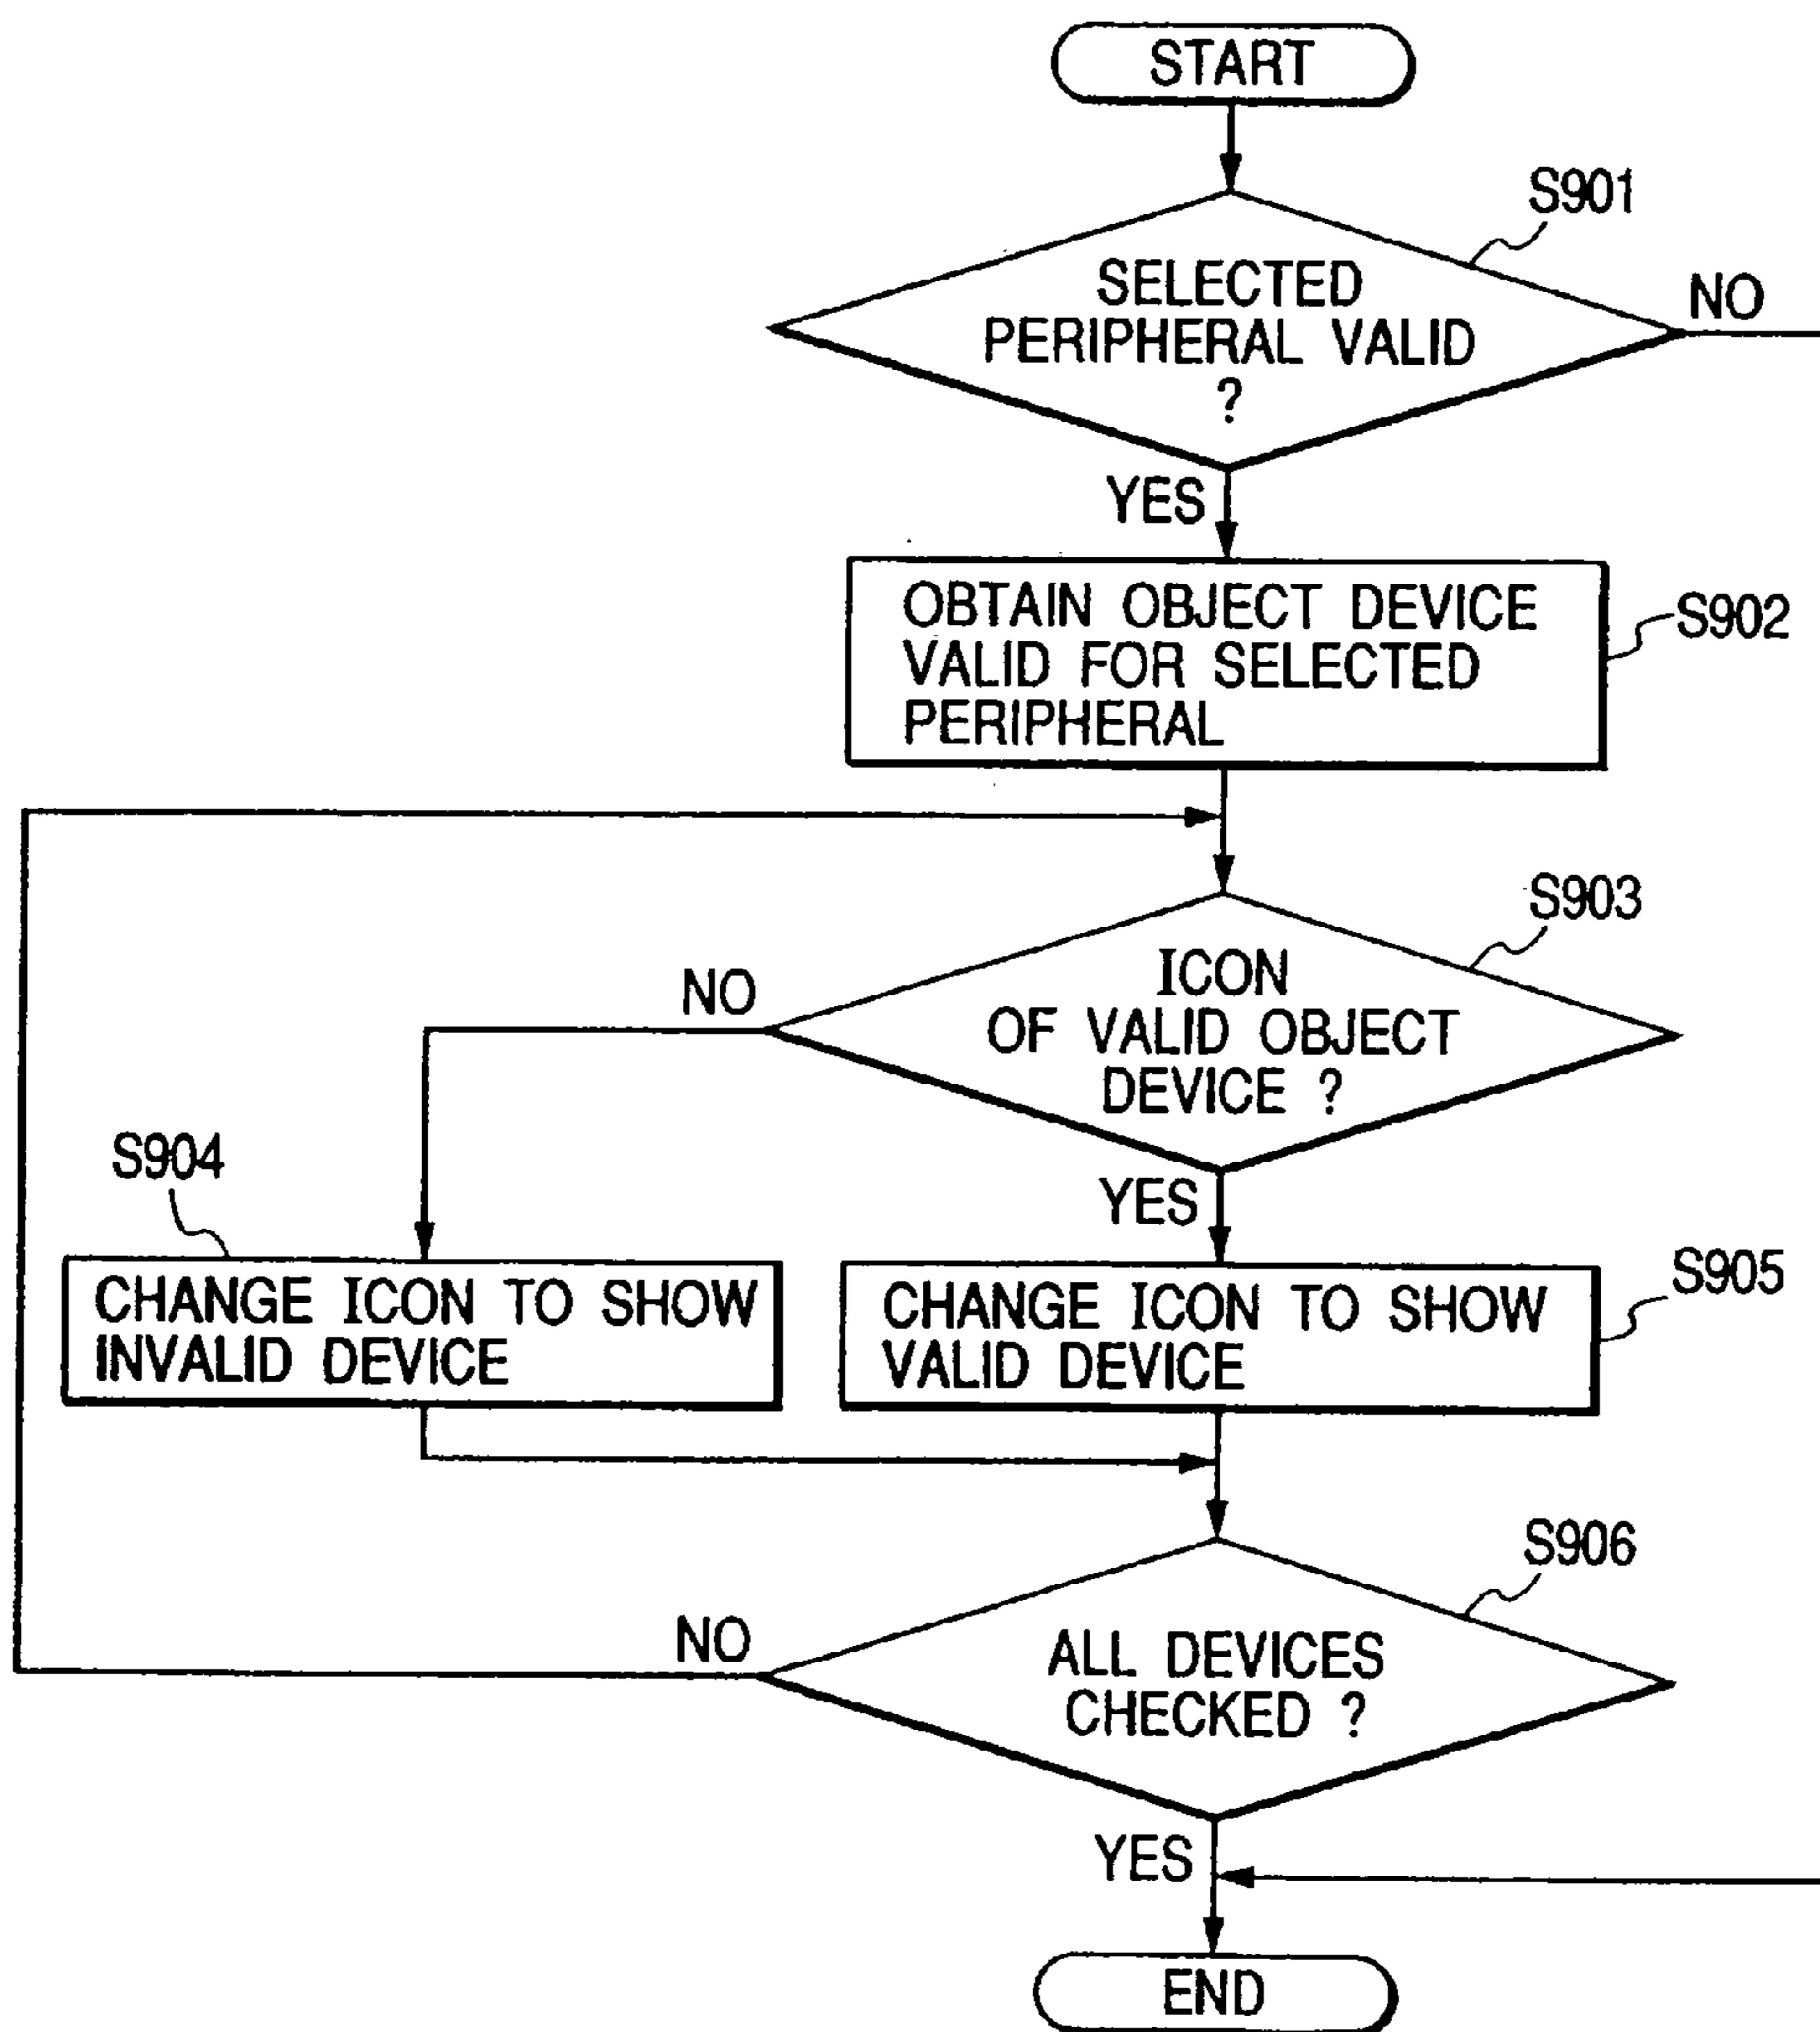 START
S901
SELECTED
PERIPHERAL VALID
?
NO
YES
OBTAIN OBJECT DEVICE
VALID FOR SELECTED
PERIPHERAL
S902
S903
ICON
OF VALID OBJECT
DEVICE ?
NO
YES
S904
CHANGE ICON TO SHOW
INVALID DEVICE
CHANGE ICON TO SHOW
VALID DEVICE
S905
S906
ALL DEVICES
CHECKED ?
NO
YES
END